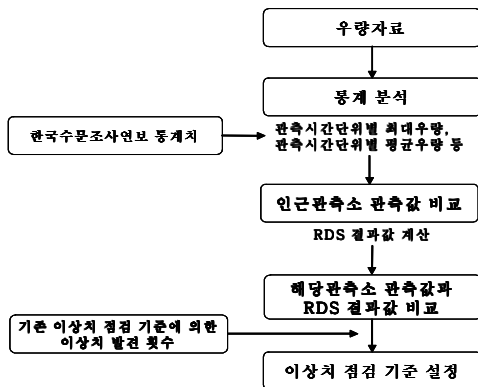 우량자료
통계 분석
한국수문조사연보 통계치
관측시간단위별 최대우량,
관측시간단위별 평균우량 등
인근관측소 관측값 비교
RDS 결과값 계산
해당관측소 관측값과
RDS 결과값 비교
기존 이상치 점검 기준에 의한
이상치 발견 횟수
이상치 점검 기준 설정